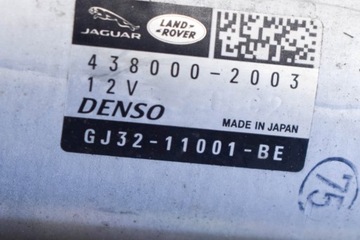 JAGUAR
LAND ROVER
438000-2003
12V
DENSO
MADE IN JAPAN
GJ32-11001-BE
75